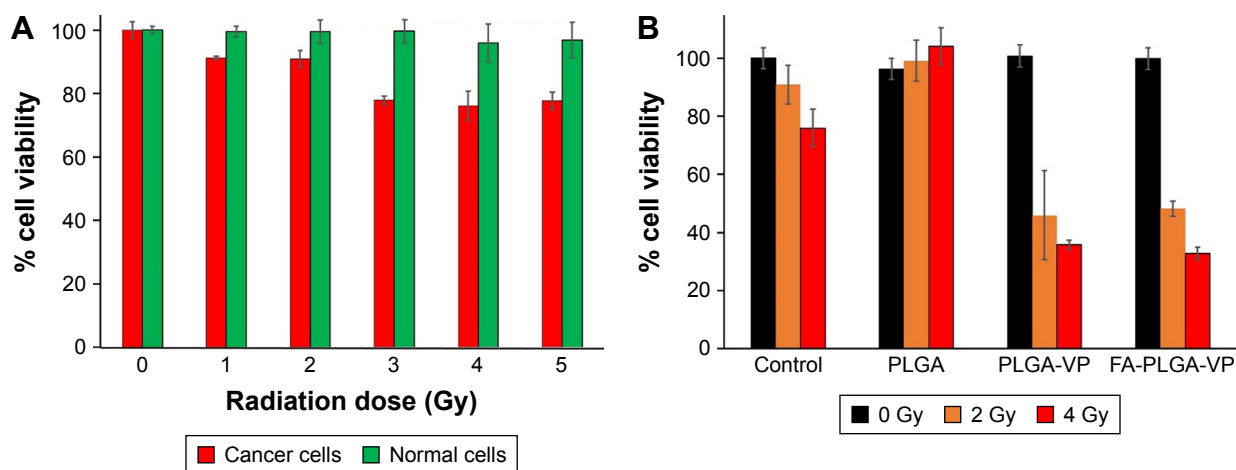 A
% cell viability
100
80
60
40
20
0
0 1 2 3 4 5
Radiation dose (Gy)
Cancer cells Normal cells
B
% cell viability
100
80
60
40
20
0
Control PLGA PLGA-VP FA-PLGA-VP
0 Gy 2 Gy 4 Gy